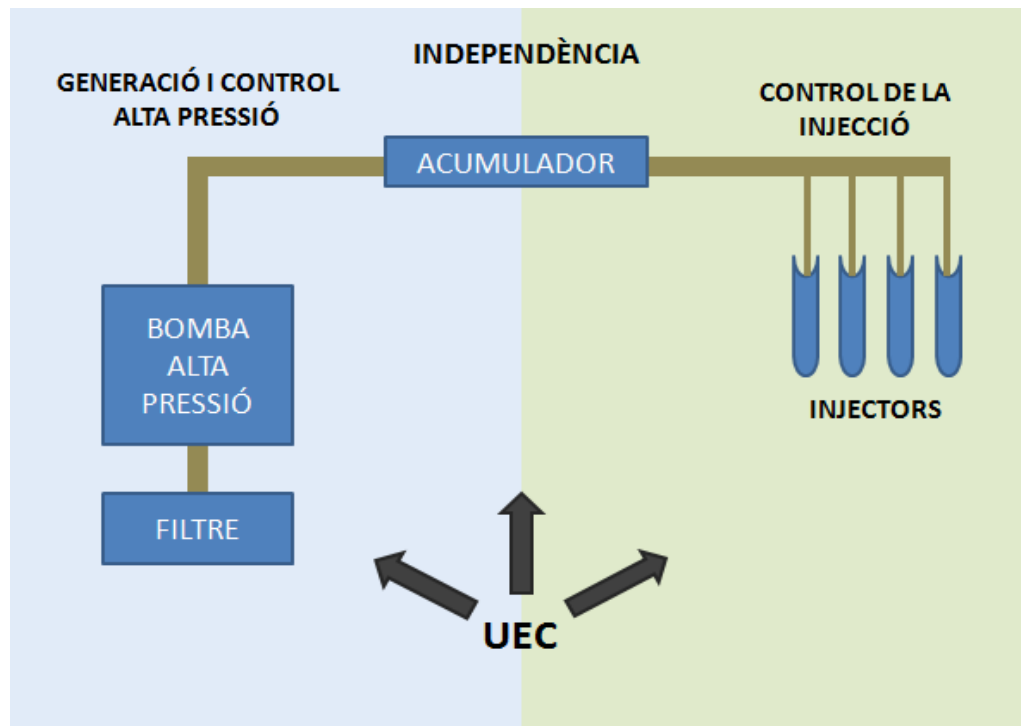 INDEPENDÈNCIA
GENERACIÓ I CONTROL
ALTA PRESSIÓ
CONTROL DE LA
INJECCIÓ
ACUMULADOR
BOMBA
ALTA
PRESSIÓ
INJECTORS
FILTRE
UEC